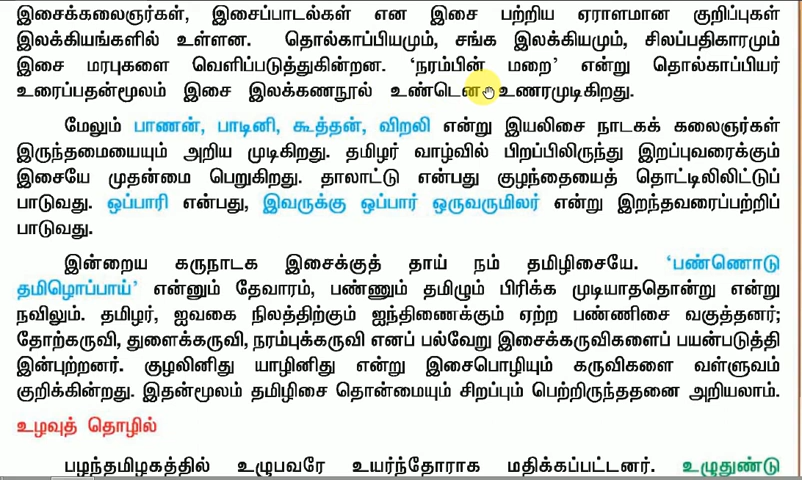 இசைக்கலைஞர்கள், இசைப்பாடல்கள் என இசை பற்றிய ஏராளமான குறிப்புகள்
இலக்கியங்களில் உள்ளன. தொல்காப்பியமும், சங்க இலக்கியமும், சிலப்பதிகாரமும்
இசை மரபுகளை வெளிப்படுத்துகின்றன. ‘நரம்பின் மறை’ என்று தொல்காப்பியர்
உரைப்பதன்மூலம் இசை இலக்கணநூல் உண்டென உணரமுடிகிறது.
மேலும் பாணன், பாடினி, கூத்தன், விறலி என்று இயலிசை நாடகக் கலைஞர்கள்
இருந்தமையையும் அறிய முடிகிறது. தமிழர் வாழ்வில் பிறப்பிலிருந்து இறப்புவரைக்கும்
இசையே முதன்மை பெறுகிறது. தாலாட்டு என்பது குழந்தையைத் தொட்டிலிலிட்டுப்
பாடுவது. ஒப்பாரி என்பது, இவருக்கு ஒப்பார் ஒருவருமிலர் என்று இறந்தவரைப்பற்றிப்
பாடுவது.
இன்றைய கருநாடக இசைக்குத் தாய் நம் தமிழிசையே. ‘பண்ணொடு
தமிழொப்பாய்’ என்னும் தேவாரம், பண்ணும் தமிழும் பிரிக்க முடியாததொன்று என்று
நவிலும். தமிழர், ஐவகை நிலத்திற்கும் ஐந்திணைக்கும் ஏற்ற பண்ணிசை வகுத்தனர்;
தோற்கருவி, துளைக்கருவி, நரம்புக்கருவி எனப் பல்வேறு இசைக்கருவிகளைப் பயன்படுத்தி
இன்புற்றனர். குழலினிது யாழினிது என்று இசைபொழியும் கருவிகளை வள்ளுவம்
குறிக்கின்றது. இதன்மூலம் தமிழிசை தொன்மையும் சிறப்பும் பெற்றிருந்ததனை அறியலாம்.
உழவுத் தொழில்
பழந்தமிழகத்தில் உழுபவரே உயர்ந்தோராக மதிக்கப்பட்டனர். உழுதுண்டு